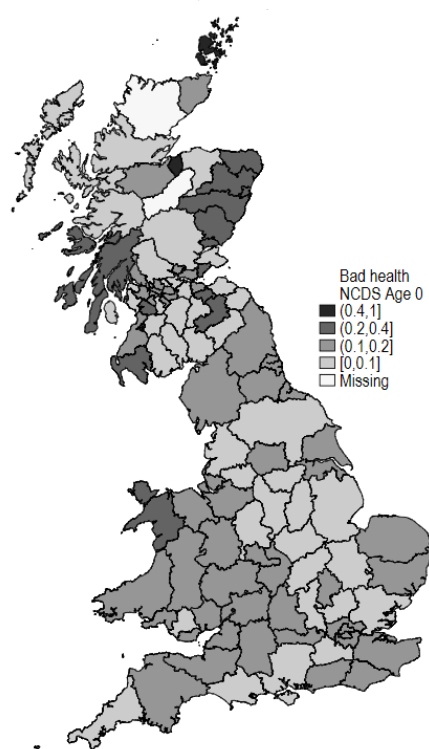 Bad health
NCDS Age 0
(0.4,1]
(0.2,0.4]
(0.1,0.2]
[0,0.1]
Missing